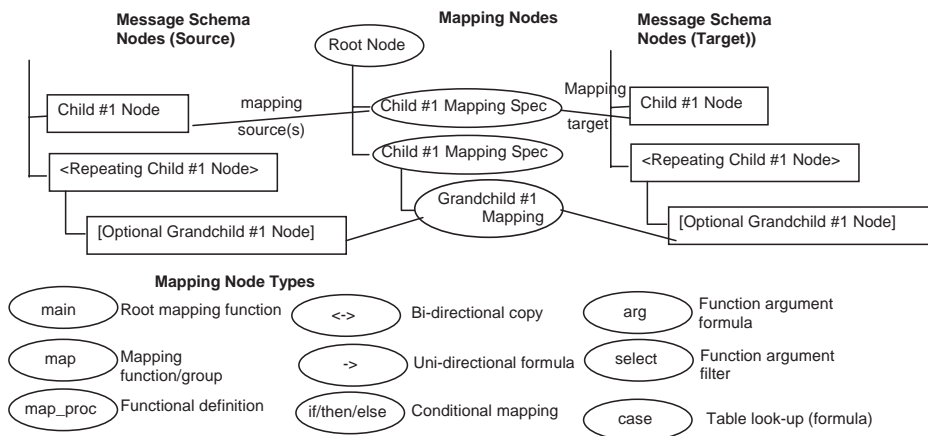 Message Schema
Nodes (Source)
Mapping Nodes
Message Schema
Nodes (Target))
Root Node
Child #1 Node
mapping
source(s)
Child #1 Mapping Spec
Mapping
target
Child #1 Node
<Repeating Child #1 Node>
Child #1 Mapping Spec
<Repeating Child #1 Node>
[Optional Grandchild #1 Node]
Grandchild #1
Mapping
[Optional Grandchild #1 Node]
Mapping Node Types
main
Root mapping function
<->
Bi-directional copy
arg
Function argument
formula
map
Mapping
function/group
->
Uni-directional formula
select
Function argument
filter
map_proc
Functional definition
if/then/else
Conditional mapping
case
Table look-up (formula)